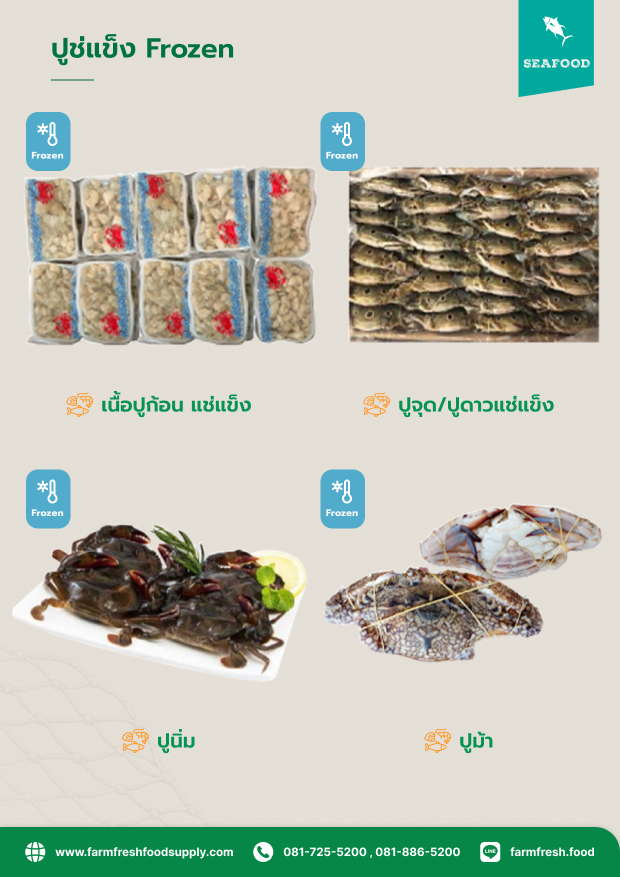 ปูช่แข็ง Frozen
SEAFOOD
Frozen
Frozen
เนื้อปูก้อน แช่แข็ง
ปูจุด/ปูดาวแช่แข็ง
Frozen
Frozen
ปูนิ่ม
ปูม้า
www.farmfreshfoodsupply.com
081-725-5200 , 081-886-5200
LINE
farmfresh.food